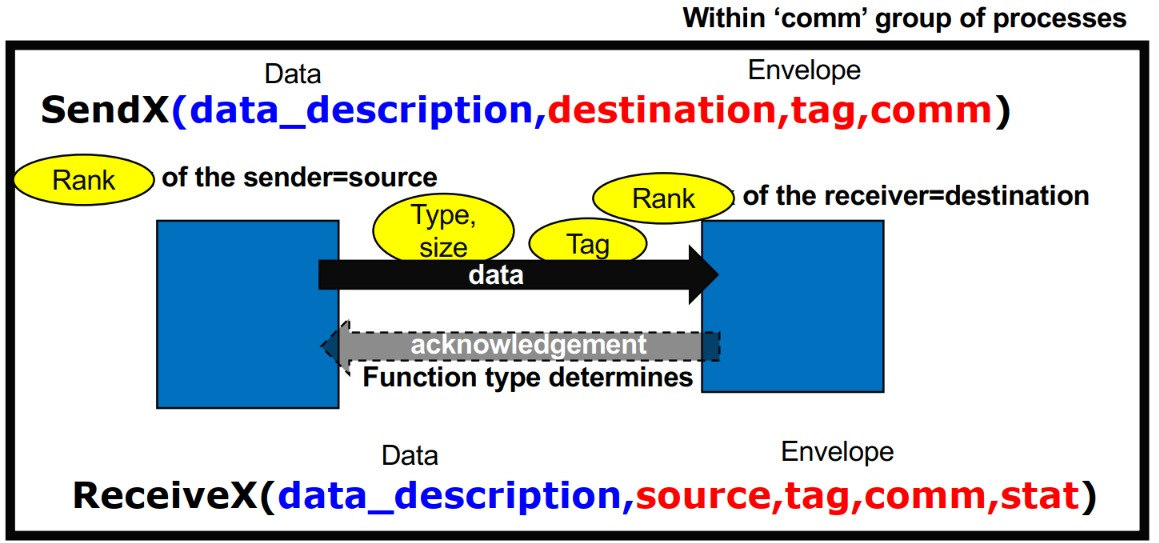 Within ‘comm’ group of processes
Data
Envelope
SendX(data_description,destination,tag,comm)
Rank of the sender=source
Rank of the receiver=destination
Type,
size
Tag
data
acknowledgement
Function type determines
Data
Envelope
ReceiveX(data_description,source,tag,comm,stat)